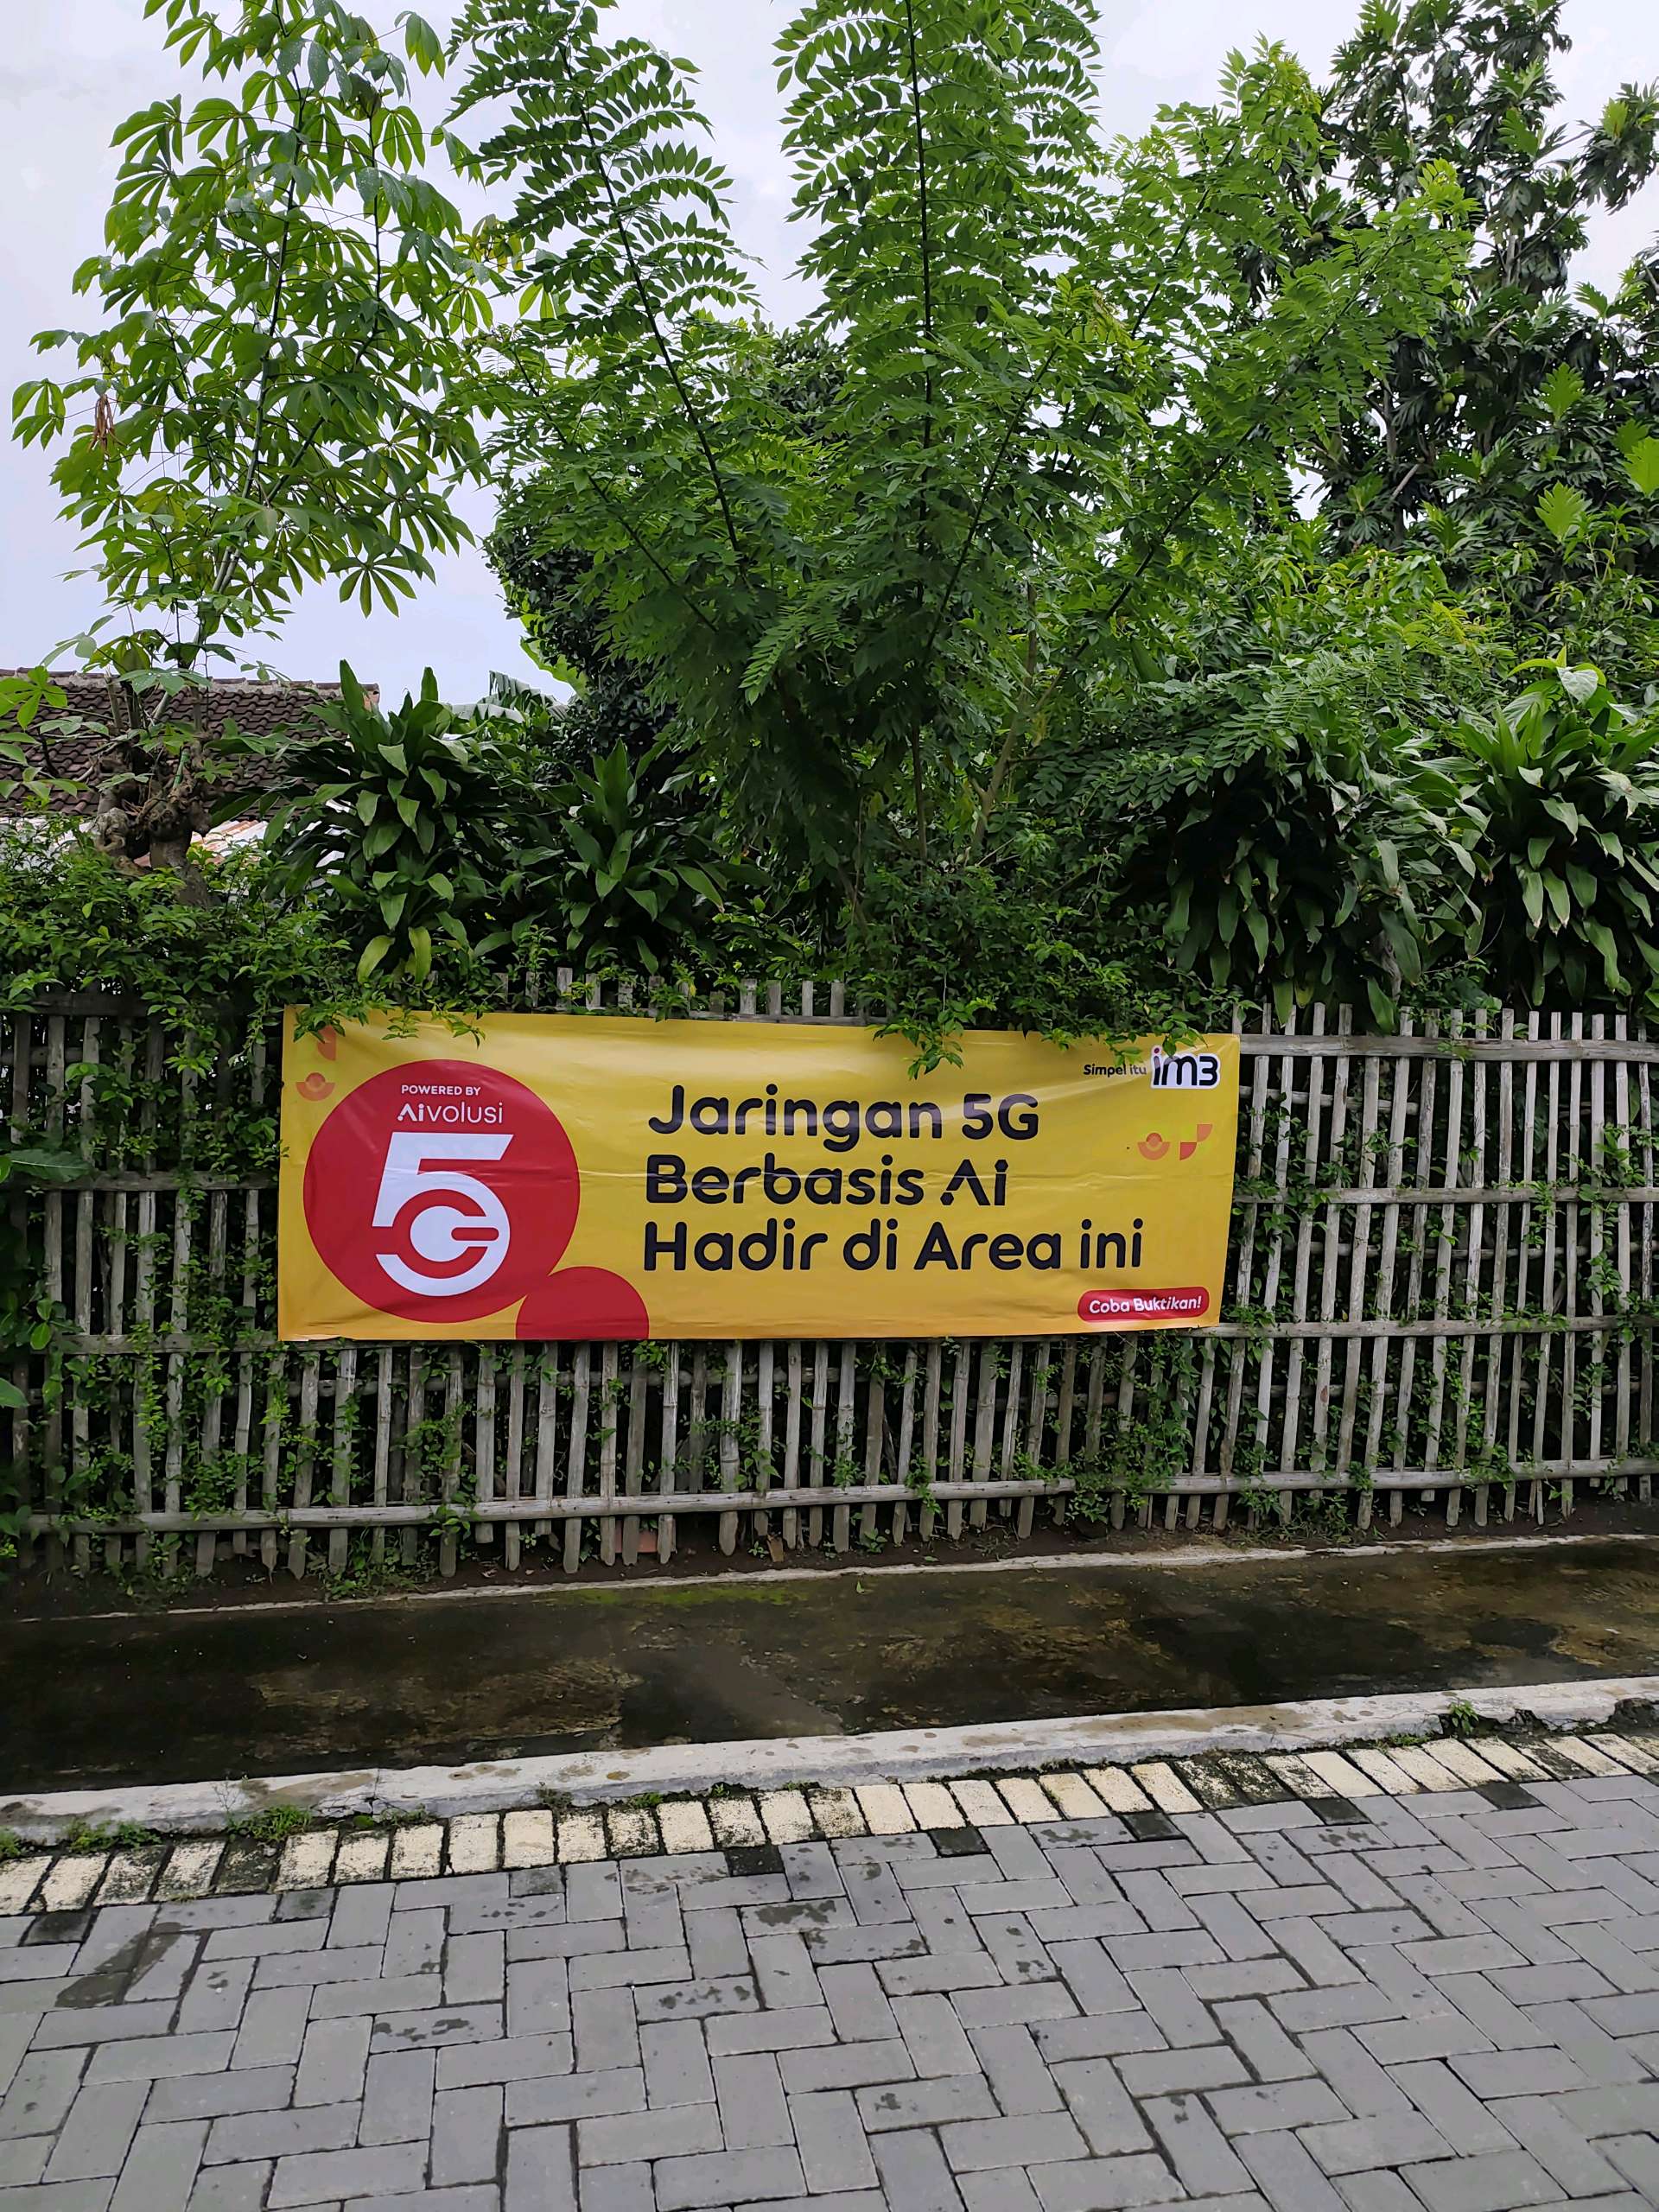 POWERED BY
Aivolusi
5G
Jaringan 5G
Berbasis Ai
Hadir di Area ini
Simpel itu im3
Coba Buktikan!